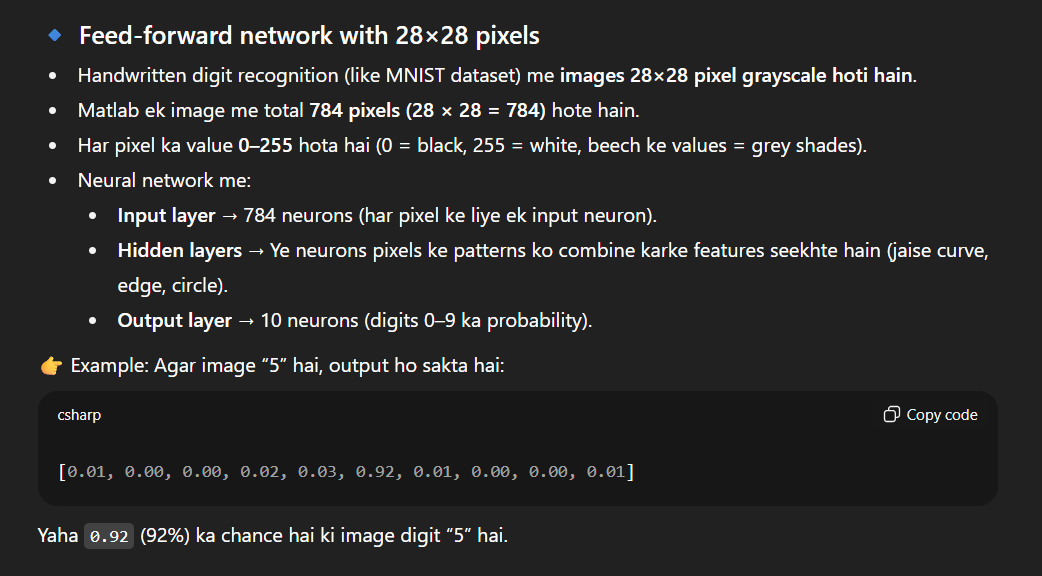 Feed-forward network with 28×28 pixels
• Handwritten digit recognition (like MNIST dataset) me images 28×28 pixel grayscale hoti hain.
• Matlab ek image me total 784 pixels (28 × 28 = 784) hote hain.
• Har pixel ka value 0–255 hota hai (0 = black, 255 = white, beech ke values = grey shades).
• Neural network me:
• Input layer → 784 neurons (har pixel ke liye ek input neuron).
• Hidden layers → Ye neurons pixels ke patterns ko combine karke features seekhte hain (jaise curve,
edge, circle).
• Output layer → 10 neurons (digits 0–9 ka probability).
👉 Example: Agar image “5” hai, output ho sakta hai:
csharp
Copy code
[0.01, 0.00, 0.00, 0.02, 0.03, 0.92, 0.01, 0.00, 0.00, 0.01]
Yaha 0.92 (92%) ka chance hai ki image digit “5” hai.